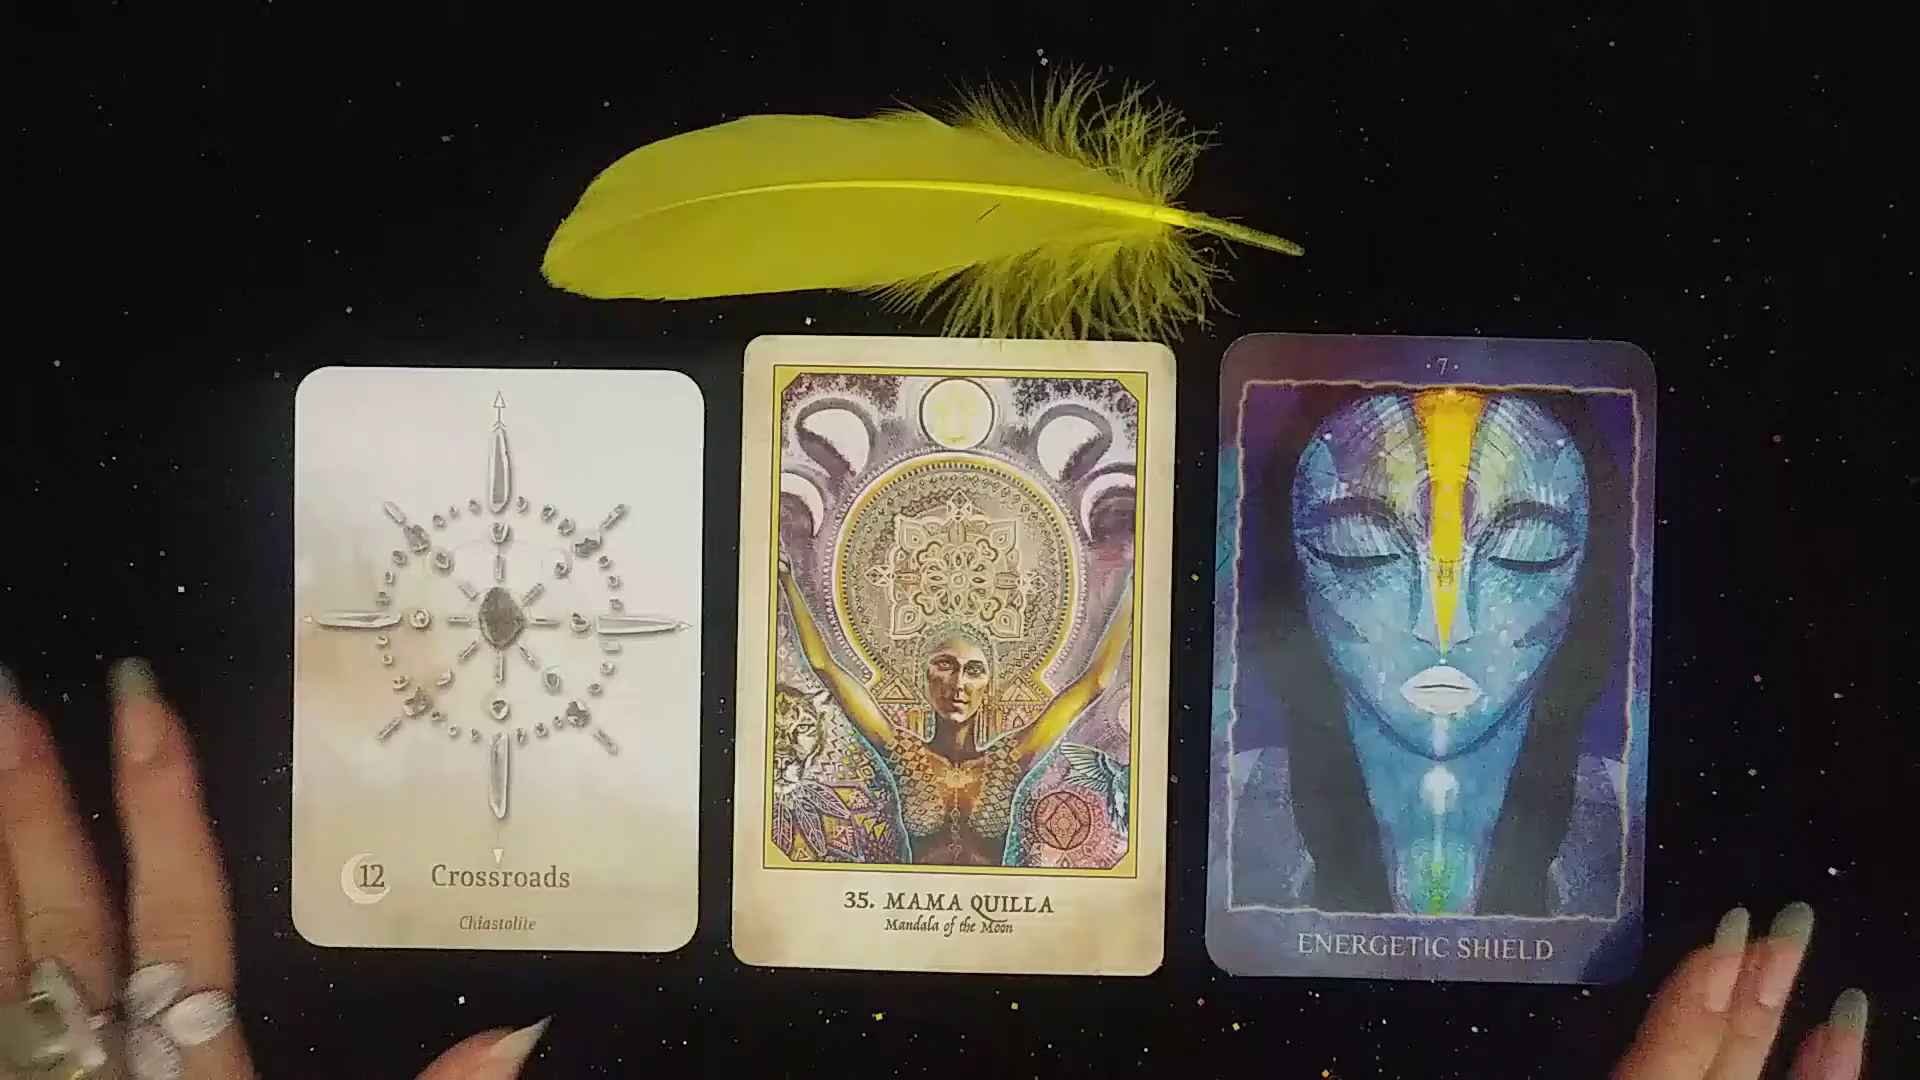 12 Crossroads
Chiastolite
35. MAMA QUILLA
Mandala of the Moon
· 7 ·
ENERGETIC SHIELD